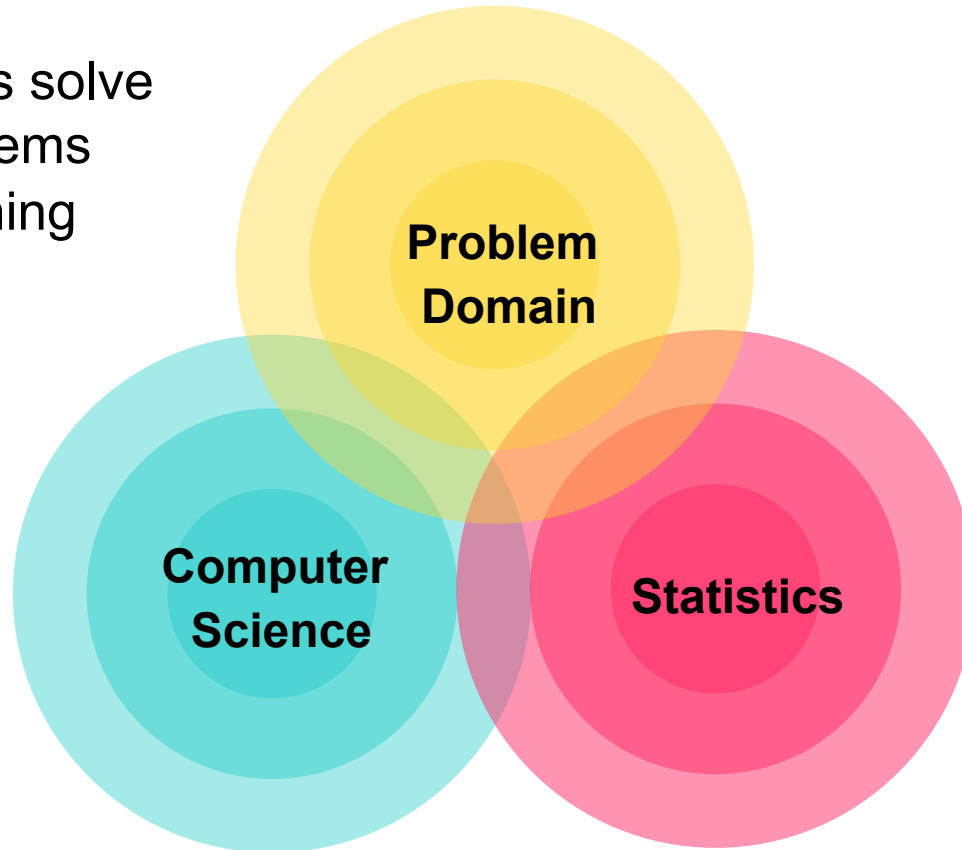 s solve
ems
ning
Problem
Domain
Computer
Science
Statistics